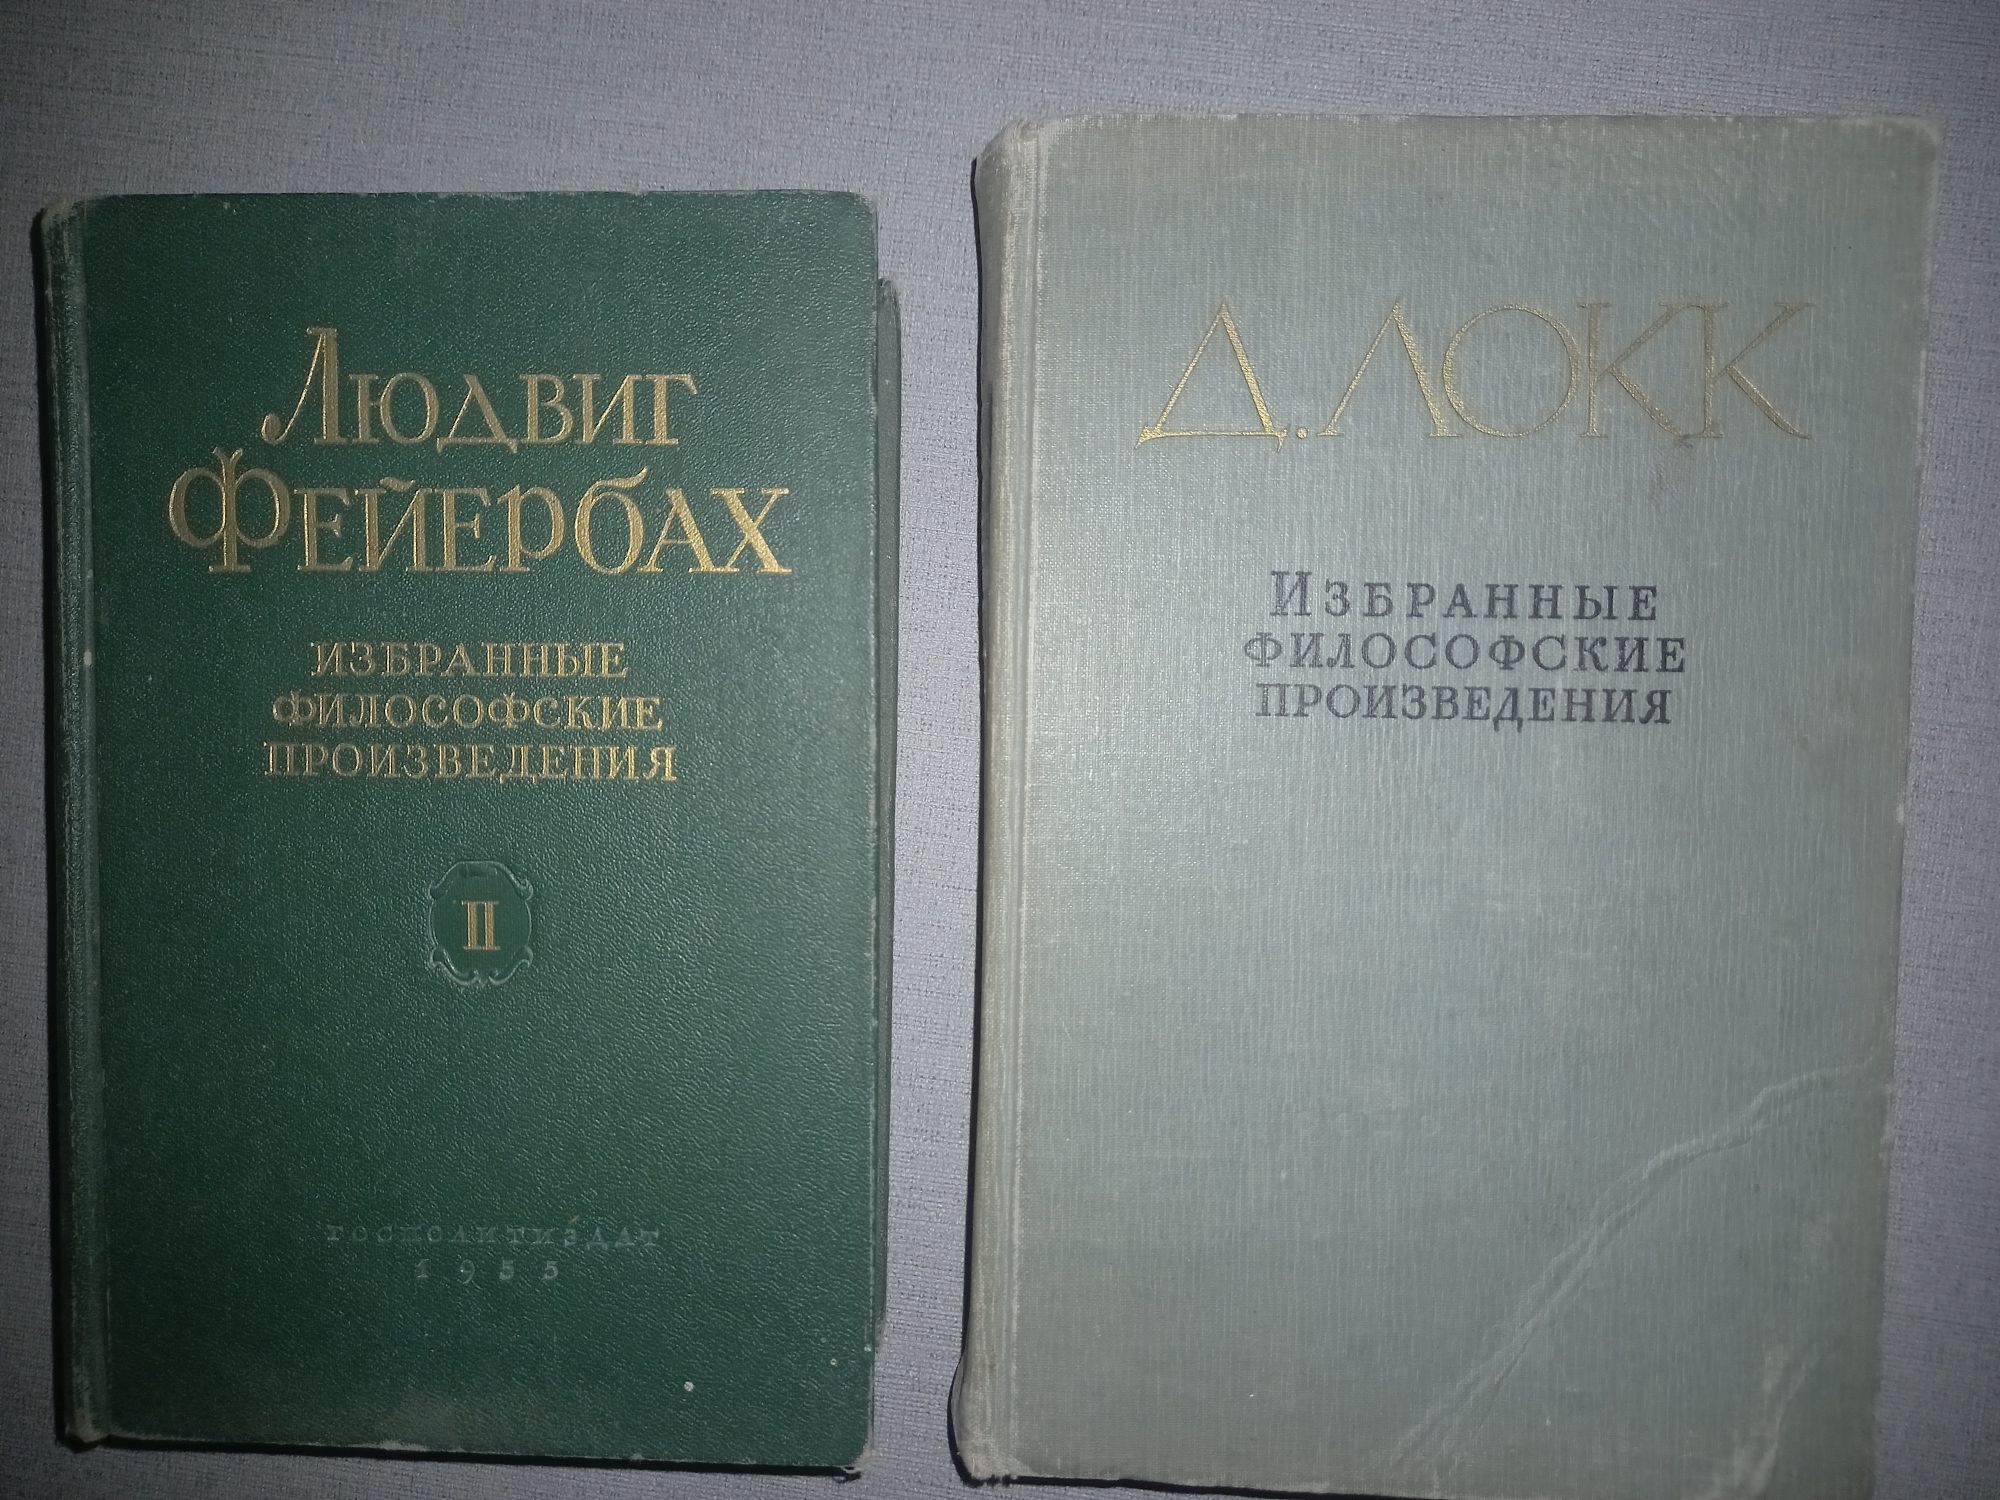 Людвиг
Фейербах
ИЗБРАННЫЕ
ФИЛОСОФСКИЕ
ПРОИЗВЕДЕНИЯ
II
ГОСПОЛИТИЗДАТ
1955
Д. ЛОКК
ИЗБРАННЫЕ
ФИЛОСОФСКИЕ
ПРОИЗВЕДЕНИЯ